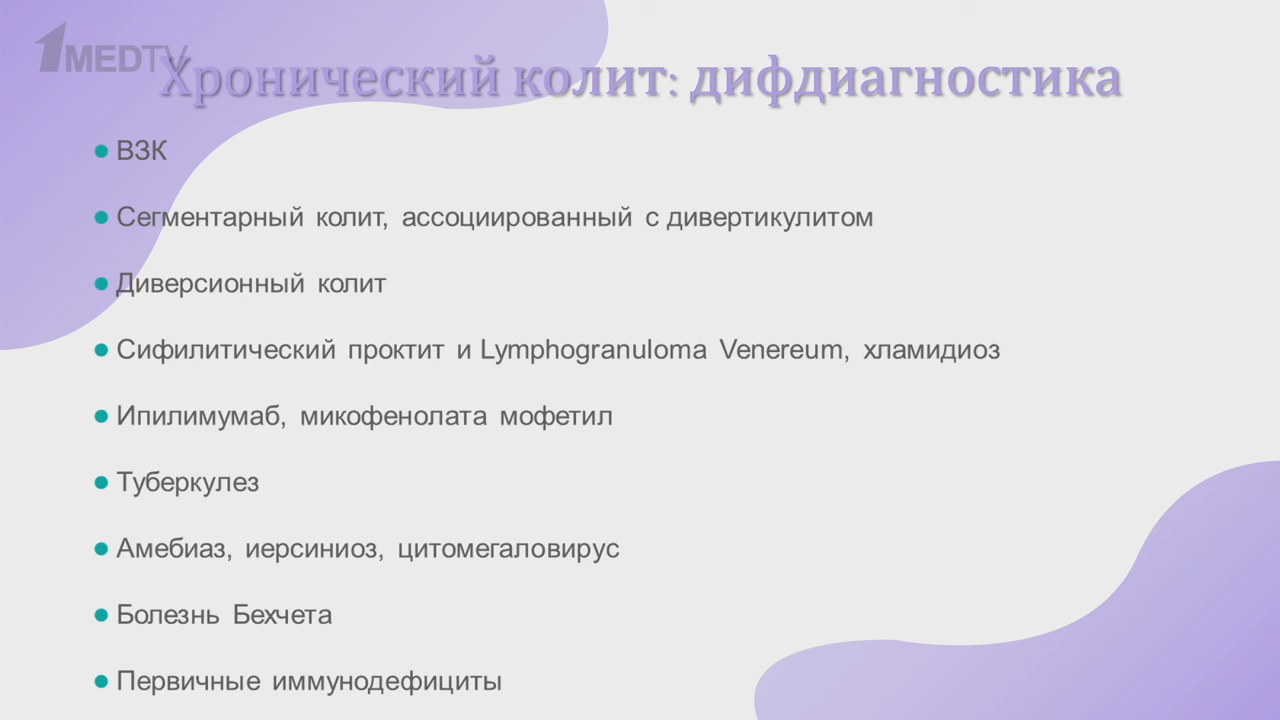 1MEDTV
Хронический колит: дифдиагностика
ВЗК
Сегментарный колит, ассоциированный с дивертикулитом
Диверсионный колит
Сифилитический проктит и Lymphogranuloma Venereum, хламидиоз
Ипилимумаб, микофенолата мофетил
Туберкулез
Амебиаз, иерсиниоз, цитомегаловирус
Болезнь Бехчета
Первичные иммунодефициты